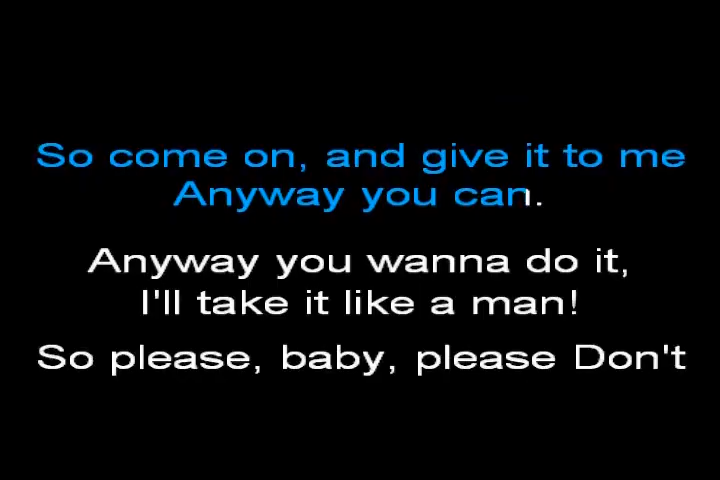 So come on, and give it to me
Anyway you can.
Anyway you wanna do it,
I'll take it like a man!
So please, baby, please Don't